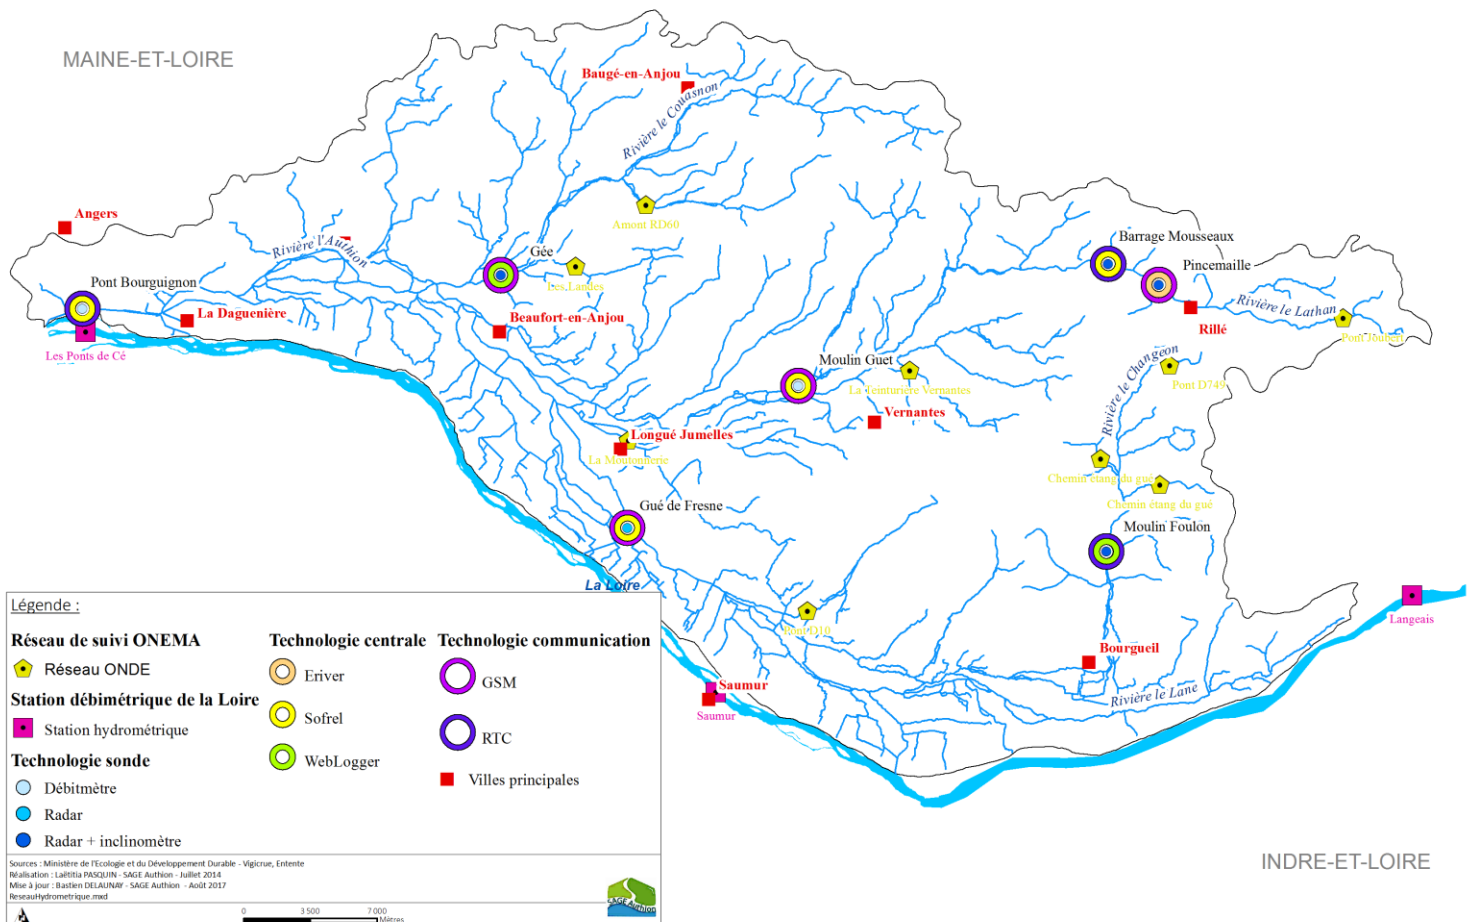 MAINE-ET-LOIRE
Baugé-en-Anjou
Rivière le Couasnon
Angers
Amont RD60
Rivière l'Authion
Gée
Barrage Mousseaux
Pincemaille
Pont Bourguignon
Les Landes
La Daguenière
Beaufort-en-Anjou
Rivière le Lathan
Rillé
Pont Joubert
Les Ponts de Cé
Moulin Guet
Rivière le Changeon
La Teinturière Vernantes
Pont D749
Vernantes
Longué Jumelles
La Moutonnerie
Chemin étang du gué
Chemin étang du gué
Gué de Fresne
Moulin Foulon
La Loire
Langeais
Pont D10
Bourgueil
Saumur
Saumur
Rivière le Lane
Légende :
Réseau de suivi ONEMA
Réseau ONDE
Station débimétrique de la Loire
Station hydrométrique
Technologie sonde
Débitmètre
Radar
Radar + inclinomètre
Technologie centrale
Eriver
Sofrel
WebLogger
Technologie communication
GSM
RTC
Villes principales
Sources : Ministère de l'Ecologie et du Développement Durable - Vigicrue, Entente
Réalisation : Laëtitia PASQUIN - SAGE Authion - Juillet 2014
Mise à jour : Bastien DELAUNAY - SAGE Authion - Août 2017
ReseauHydrometrique.mxd
0 3 500 7 000
Mètres
SAGE Authion
INDRE-ET-LOIRE